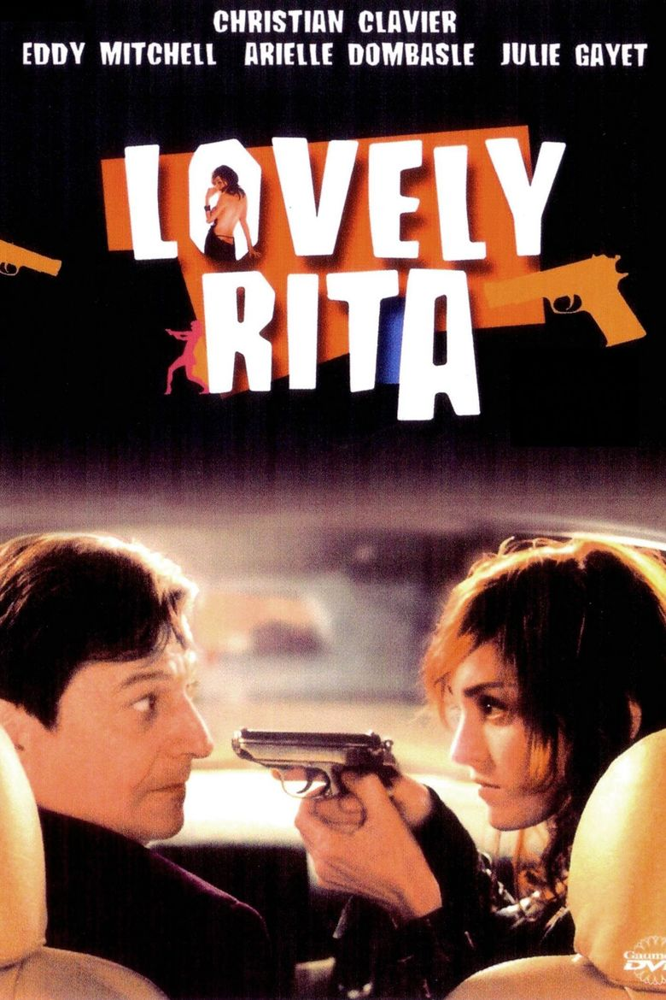 CHRISTIAN CLAVIER
EDDY MITCHELL ARIELLE DOMBASLE JULIE GAYET
LOVELY
RITA